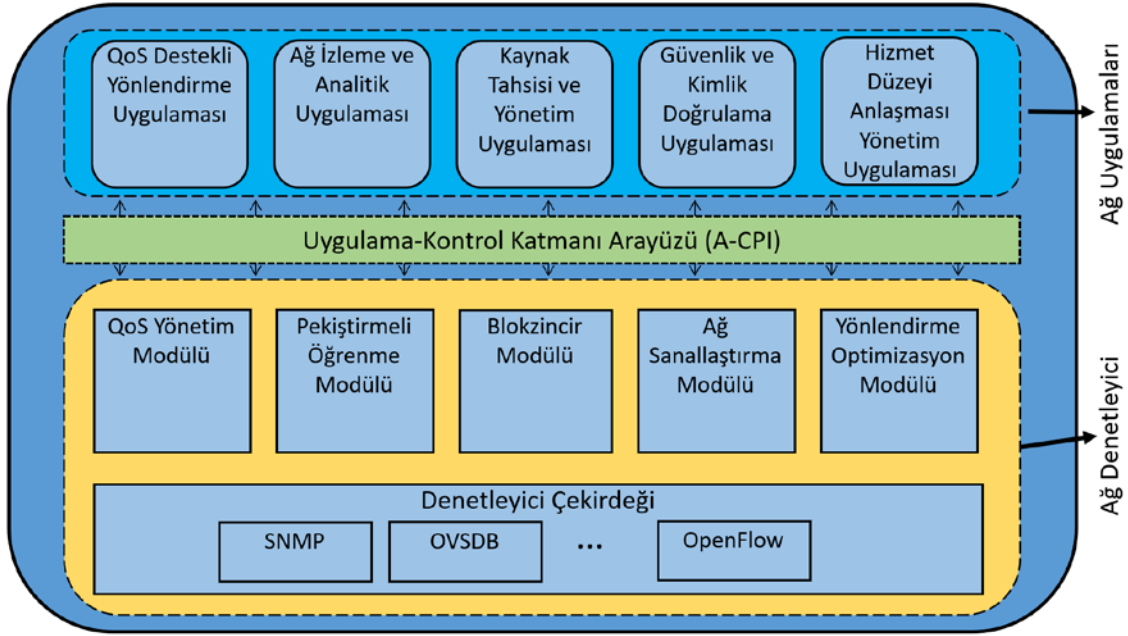 QoS Destekli
Yönlendirme
Uygulaması
Ağ İzleme ve
Analitik
Uygulaması
Kaynak
Tahsisi ve
Yönetim
Uygulaması
Güvenlik ve
Kimlik
Doğrulama
Uygulaması
Hizmet
Düzeyi
Anlaşması
Yönetim
Uygulaması
Ağ Uygulamaları
Uygulama-Kontrol Katmanı Arayüzü (A-CPI)
QoS Yönetim
Modülü
Pekiştirmeli
Öğrenme
Modülü
Blokzincir
Modülü
Ağ
Sanallaştırma
Modülü
Yönlendirme
Optimizasyon
Modülü
Ağ Denetleyici
Denetleyici Çekirdeği
SNMP
OVSDB
...
OpenFlow